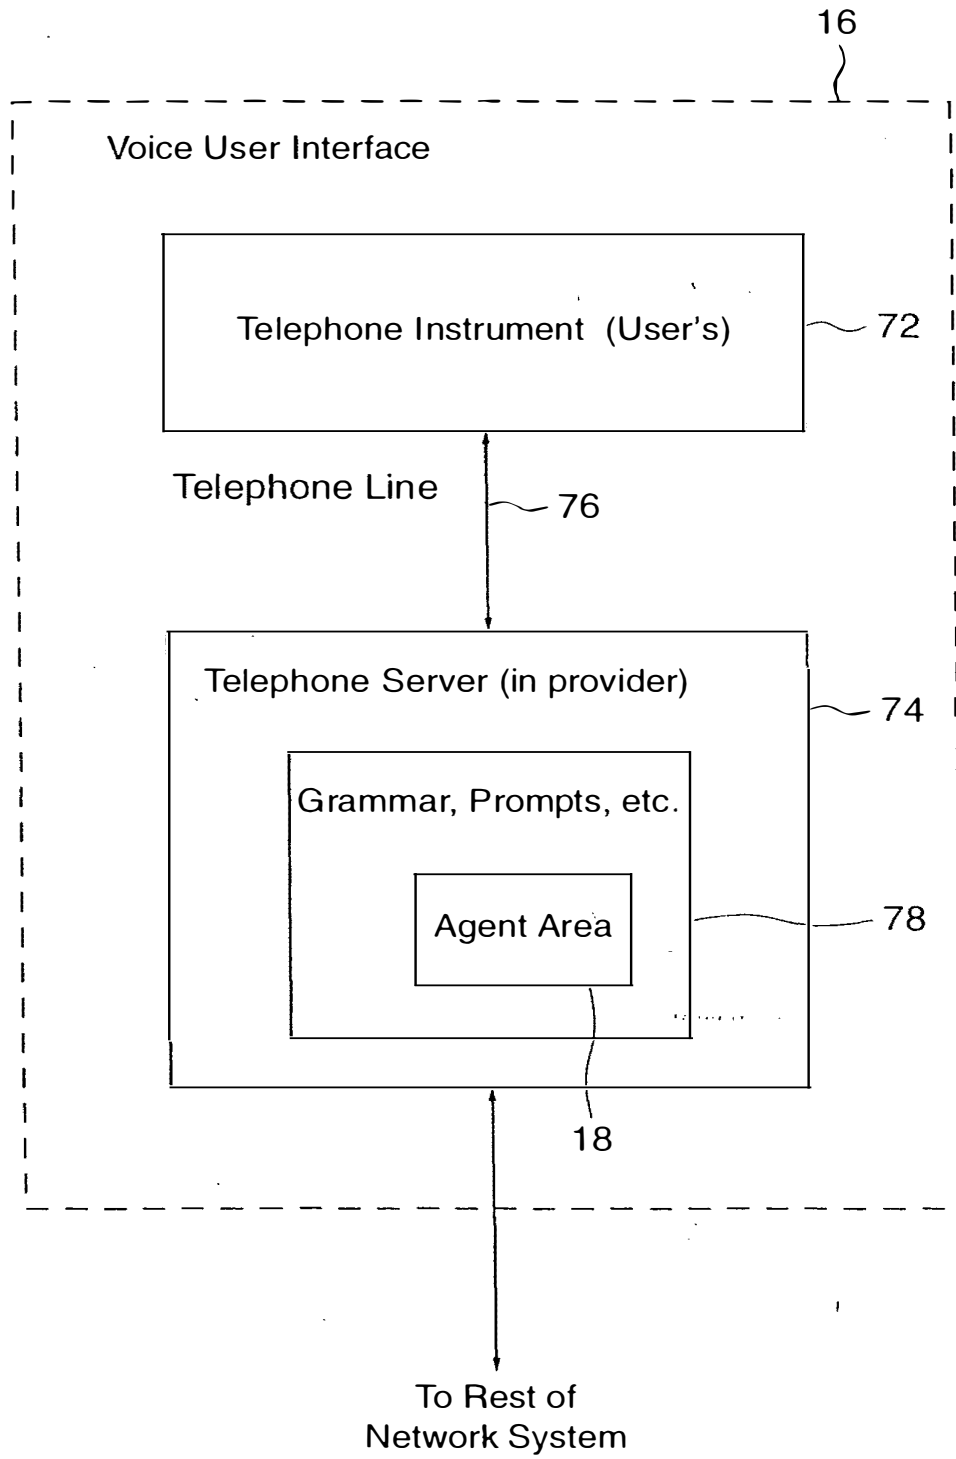 16
Voice User Interface
Telephone Instrument (User's)
72
Telephone Line
76
Telephone Server (in provider)
74
Grammar, Prompts, etc.
Agent Area
78
18
To Rest of
Network System